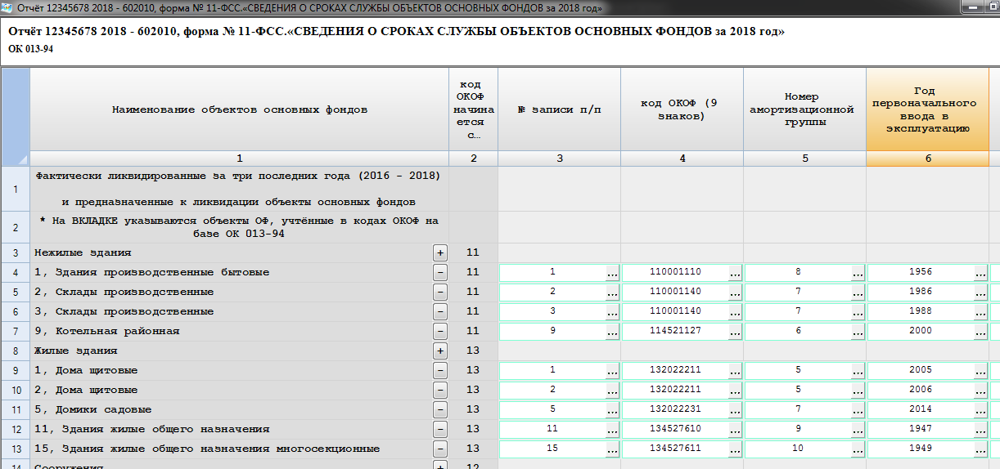 Отчёт 12345678 2018 - 602010, форма № 11-ФСС.«СВЕДЕНИЯ О СРОКАХ СЛУЖБЫ ОБЪЕКТОВ ОСНОВНЫХ ФОНДОВ за 2018 год»
Отчёт 12345678 2018 - 602010, форма № 11-ФСС.«СВЕДЕНИЯ О СРОКАХ СЛУЖБЫ ОБЪЕКТОВ ОСНОВНЫХ ФОНДОВ за 2018 год»
ОК 013-94
Наименование объектов основных фондов
код
ОКОФ
начина
ется
с…
№ записи п/п
код ОКОФ (9
знаков)
Номер
амортизационной
группы
Год
первоначального
ввода в
эксплуатацию
1 2 3 4 5 6
1 Фактически ликвидированные за три последних года (2016 - 2018)
и предназначенные к ликвидации объекты основных фондов
2 * На ВКЛАДКЕ указываются объекты ОФ, учтённые в кодах ОКОФ на
базе ОК 013-94
3 Нежилые здания + 11
4 1, Здания производственные бытовые - 11 1 ... 110001110 ... 8 ... 1956 ...
5 2, Склады производственные - 11 2 ... 110001140 ... 7 ... 1986 ...
6 3, Склады производственные - 11 3 ... 110001140 ... 7 ... 1988 ...
7 9, Котельная районная - 11 9 ... 114521127 ... 6 ... 2000 ...
8 Жилые здания + 13
9 1, Дома щитовые - 13 1 ... 132022211 ... 5 ... 2005 ...
10 2, Дома щитовые - 13 2 ... 132022211 ... 5 ... 2006 ...
11 5, Домики садовые - 13 5 ... 132022231 ... 7 ... 2014 ...
12 11, Здания жилые общего назначения - 13 11 ... 134527610 ... 9 ... 1947 ...
13 15, Здания жилые общего назначения многосекционные - 13 15 ... 134527611 ... 10 ... 1949 ...
14 Сооружения + 12